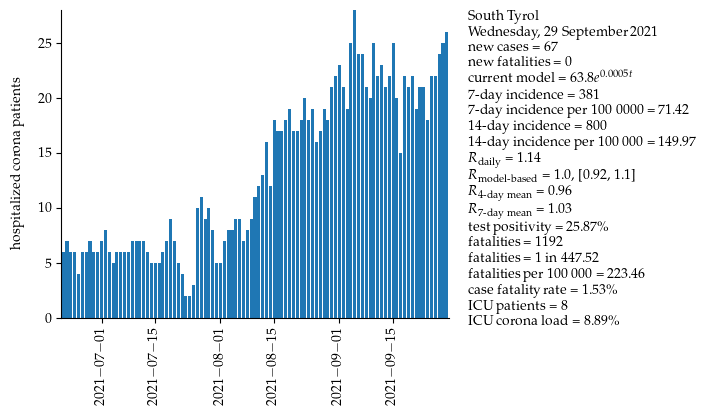 South Tyrol
Wednesday, 29 September 2021
new cases = 67
new fatalities = 0
current model = 63.8e^{0.0005t}
7-day incidence = 381
7-day incidence per 100 0000 = 71.42
14-day incidence = 800
14-day incidence per 100 000 = 149.97
R_daily = 1.14
R_model-based = 1.0, [0.92, 1.1]
R_4-day mean = 0.96
R_7-day mean = 1.03
test positivity = 25.87%
fatalities = 1192
fatalities = 1 in 447.52
fatalities per 100 000 = 223.46
case fatality rate = 1.53%
ICU patients = 8
ICU corona load = 8.89%
hospitalized corona patients
25
20
15
10
5
0
2021−07−01
2021−07−15
2021−08−01
2021−08−15
2021−09−01
2021−09−15